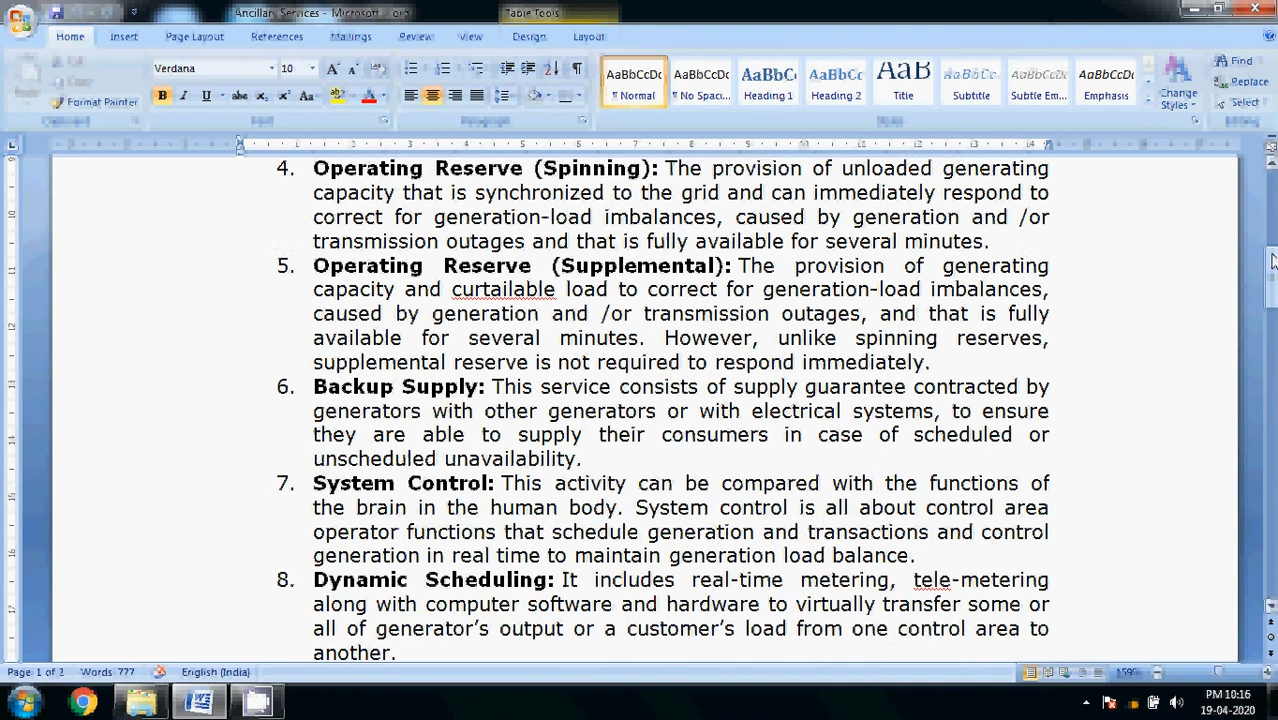 Ancillary Services - Microsoft
Table Tools
Home Insert Page Layout References Mailings Review View Design Layout
Verdana 10
Format Painter
AaBbCcDc AaBbCcDc AaBbC AaBbCc AaB AaBbCc AaBbCcDc AaBbCcDc
¶ Normal ¶ No Spaci... Heading 1 Heading 2 Title Subtitle Subtle Em... Emphasis
Change Styles
Find
Replace
Select
4. Operating Reserve (Spinning): The provision of unloaded generating
capacity that is synchronized to the grid and can immediately respond to
correct for generation-load imbalances, caused by generation and /or
transmission outages and that is fully available for several minutes.
5. Operating Reserve (Supplemental): The provision of generating
capacity and curtailable load to correct for generation-load imbalances,
caused by generation and /or transmission outages, and that is fully
available for several minutes. However, unlike spinning reserves,
supplemental reserve is not required to respond immediately.
6. Backup Supply: This service consists of supply guarantee contracted by
generators with other generators or with electrical systems, to ensure
they are able to supply their consumers in case of scheduled or
unscheduled unavailability.
7. System Control: This activity can be compared with the functions of
the brain in the human body. System control is all about control area
operator functions that schedule generation and transactions and control
generation in real time to maintain generation load balance.
8. Dynamic Scheduling: It includes real-time metering, tele-metering
along with computer software and hardware to virtually transfer some or
all of generator's output or a customer's load from one control area to
another.
Page: 1 of 2 Words: 777 English (India) 159%
PM 10:16
19-04-2020